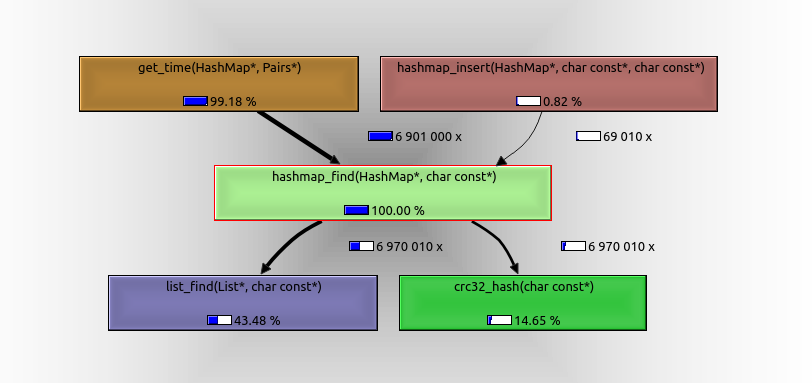 get_time(HashMap*, Pairs*)
99.18 %
hashmap_insert(HashMap*, char const*, char const*)
0.82 %
6 901 000 x
69 010 x
hashmap_find(HashMap*, char const*)
100.00 %
6 970 010 x
6 970 010 x
list_find(List*, char const*)
43.48 %
crc32_hash(char const*)
14.65 %